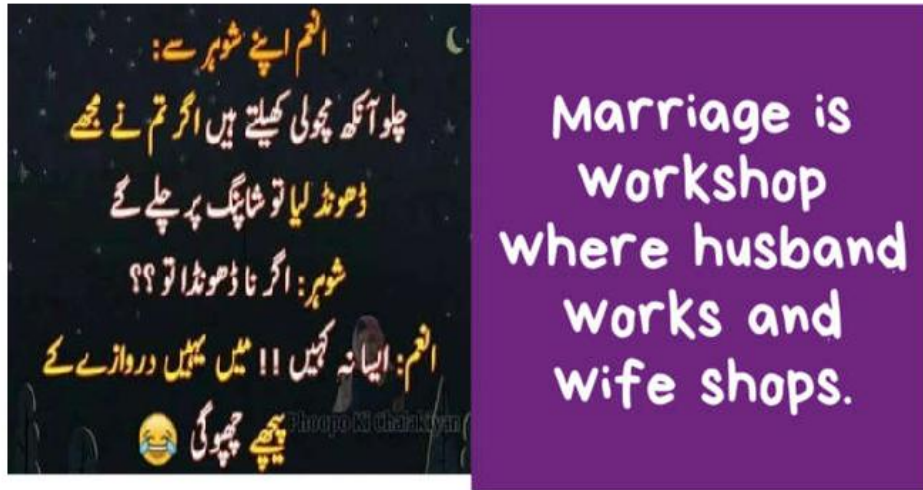 انعم اپنے شوہر سے:
چلو آنکھ مچولی کھیلتے ہیں اگر تم نے مجھے
ڈھونڈ لیا تو شاپنگ پر چلے گے
شوہر: اگر نا ڈھونڈا تو ؟؟
انعم: ایسا نہ کہیں !! میں یہیں دروازے کے
پیچھے چھپوگی 😂
Phoopo Ki Chalakiyan
Marriage is
workshop
where husband
works and
wife shops.